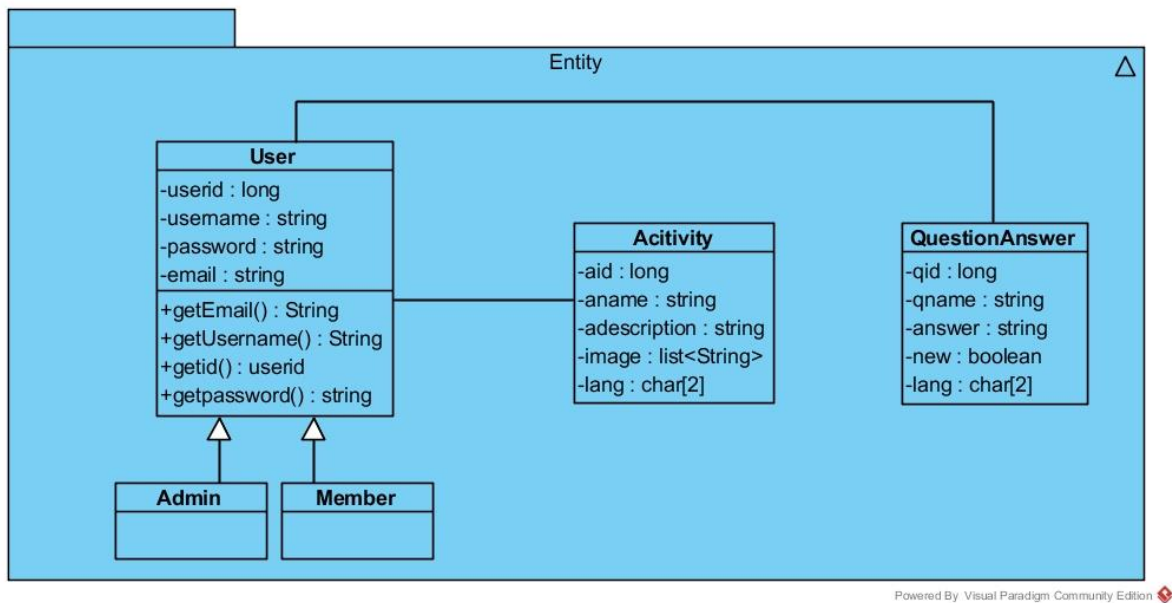 Entity
User
-userid : long
-username : string
-password : string
-email : string
+getEmail() : String
+getUsername() : String
+getid() : userid
+getpassword() : string
Acitivity
-aid : long
-aname : string
-adescription : string
-image : list<String>
-lang : char[2]
QuestionAnswer
-qid : long
-qname : string
-answer : string
-new : boolean
-lang : char[2]
Admin
Member
Powered By Visual Paradigm Community Edition